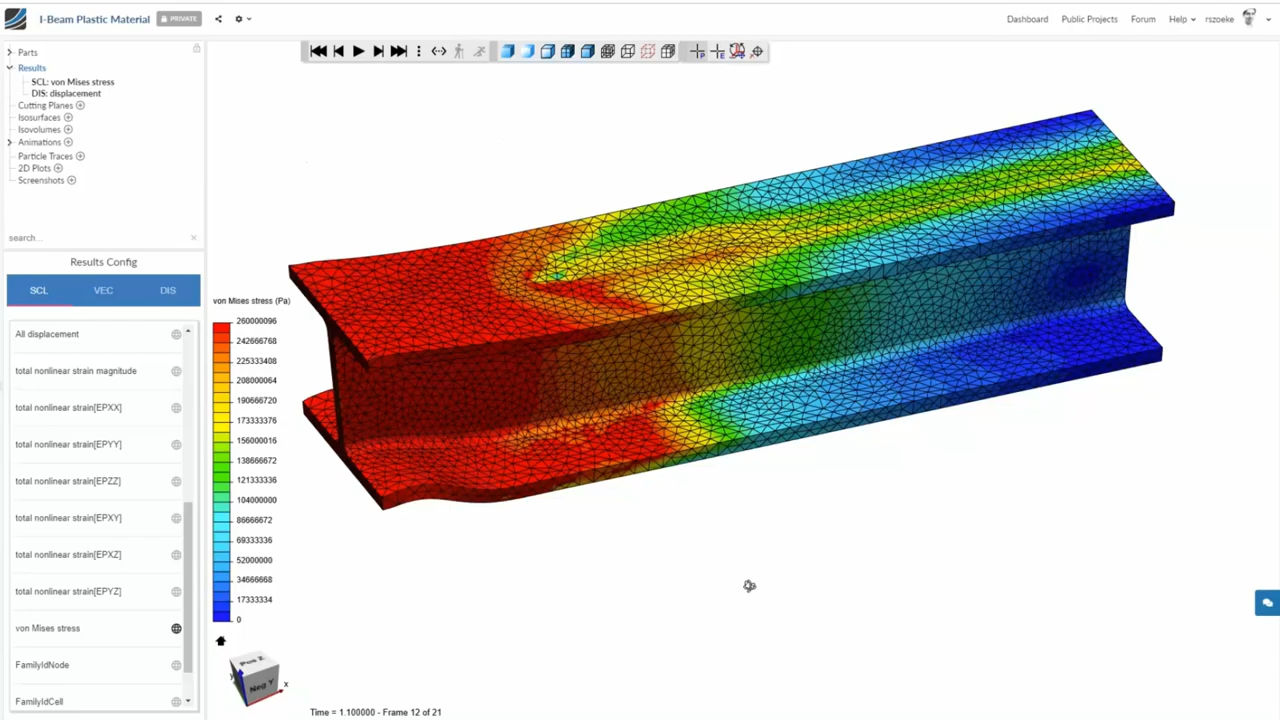 I-Beam Plastic Material PRIVATE
Dashboard Public Projects Forum Help rszoeke
Parts
Results
SCL: von Mises stress
DIS: displacement
Cutting Planes
Isosurfaces
Isovolumes
Animations
Particle Traces
2D Plots
Screenshots
search...
Results Config
SCL VEC DIS
All displacement
total nonlinear strain magnitude
total nonlinear strain[EPXX]
total nonlinear strain[EPYY]
total nonlinear strain[EPZZ]
total nonlinear strain[EPXY]
total nonlinear strain[EPXZ]
total nonlinear strain[EPYZ]
von Mises stress
FamilyIdNode
FamilyIdCell
von Mises stress (Pa)
260000096
242666768
225333408
208000064
190666720
173333376
156000016
138666672
121333336
104000000
86666672
69333336
52000000
34666668
17333334
0
Pos Z
Neg Y
x
Time = 1.100000 - Frame 12 of 21